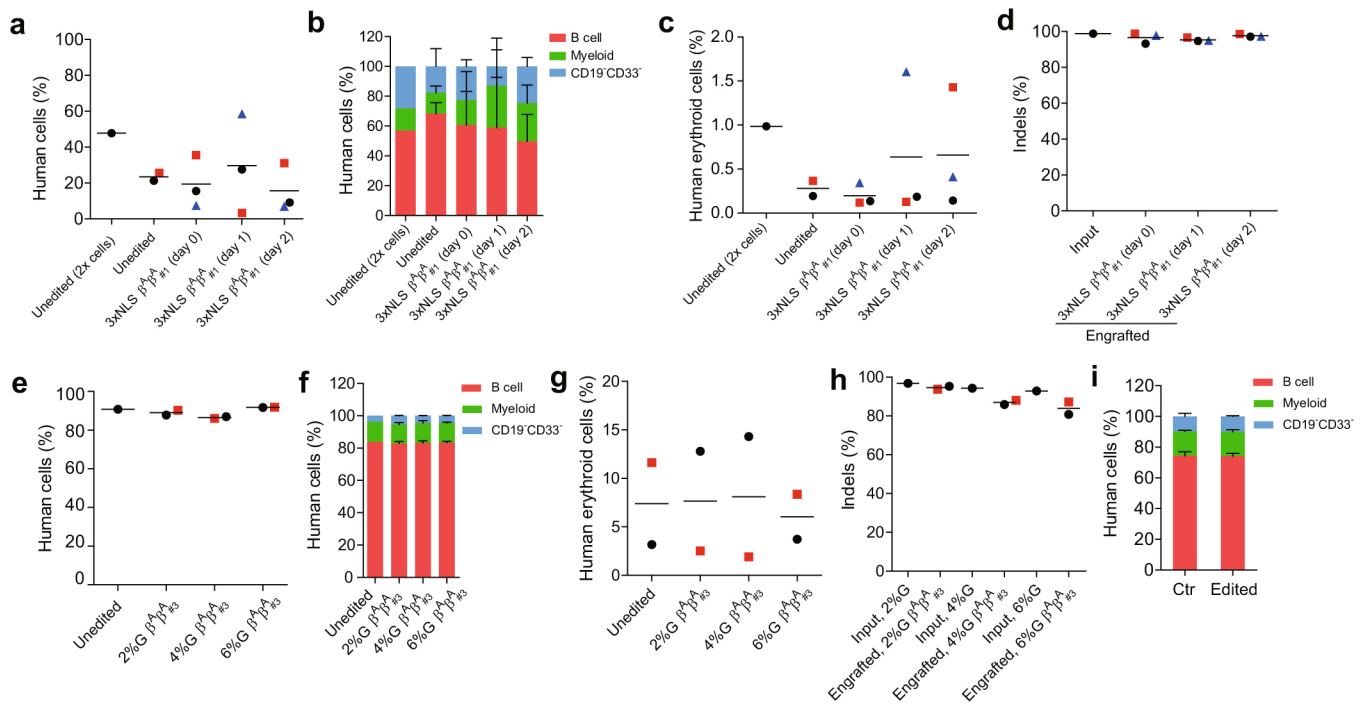 a
Human cells (%)
100
80
60
40
20
0
Unedited (2x cells)
Unedited
3xNLS βᴬβᴬ#1 (day 0)
3xNLS βᴬβᴬ#1 (day 1)
3xNLS βᴬβᴬ#1 (day 2)
b
Human cells (%)
120
100
80
60
40
20
0
B cell
Myeloid
CD19⁻CD33⁻
Unedited (2x cells)
Unedited
3xNLS βᴬβᴬ#1 (day 0)
3xNLS βᴬβᴬ#1 (day 1)
3xNLS βᴬβᴬ#1 (day 2)
c
Human erythroid cells (%)
2.0
1.5
1.0
0.5
0.0
Unedited (2x cells)
Unedited
3xNLS βᴬβᴬ#1 (day 0)
3xNLS βᴬβᴬ#1 (day 1)
3xNLS βᴬβᴬ#1 (day 2)
d
Indels (%)
100
80
60
40
20
0
Input
3xNLS βᴬβᴬ#1 (day 0)
3xNLS βᴬβᴬ#1 (day 1)
3xNLS βᴬβᴬ#1 (day 2)
Engrafted
e
Human cells (%)
100
80
60
40
20
0
Unedited
2%G βᴬβᴬ#3
4%G βᴬβᴬ#3
6%G βᴬβᴬ#3
f
Human cells (%)
120
100
80
60
40
20
0
B cell
Myeloid
CD19⁻CD33⁻
Unedited
4%G βᴬβᴬ#3
4%G βᴬβᴬ#3
6%G βᴬβᴬ#3
g
Human erythroid cells (%)
20
15
10
5
0
Unedited
2%G βᴬβᴬ#3
4%G βᴬβᴬ#3
6%G βᴬβᴬ#3
h
Indels (%)
100
80
60
40
20
0
Input, 2%G
Engrafted, 2%G βᴬβᴬ#3
Input, 4%G
Engrafted, 4%G βᴬβᴬ#3
Input, 6%G
Engrafted, 6%G βᴬβᴬ#3
i
Human cells (%)
120
100
80
60
40
20
0
B cell
Myeloid
CD19⁻CD33⁻
Ctr
Edited